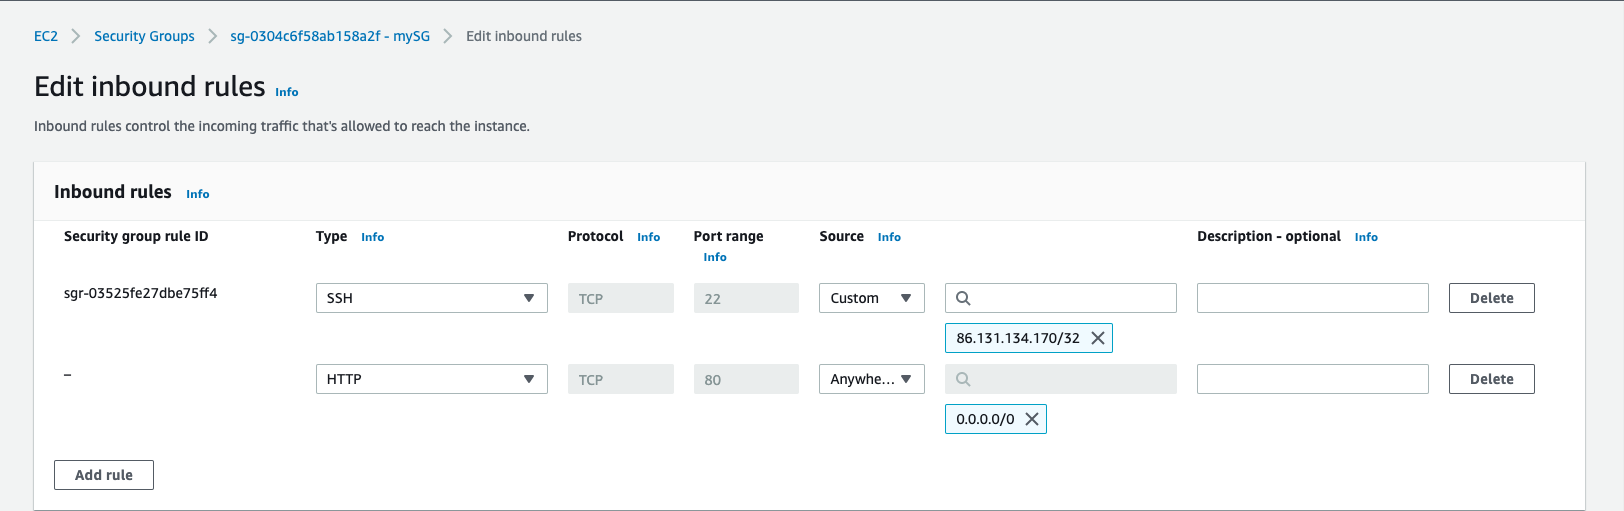 EC2 > Security Groups > sg-0304c6f58ab158a2f - mySG > Edit inbound rules
Edit inbound rules Info
Inbound rules control the incoming traffic that's allowed to reach the instance.
Inbound rules Info
Security group rule ID Type Info Protocol Info Port range Info Source Info Description - optional Info
sgr-03525fe27dbe75ff4 SSH TCP 22 Custom Delete
86.131.134.170/32
– HTTP TCP 80 Anywhe... Delete
0.0.0.0/0
Add rule